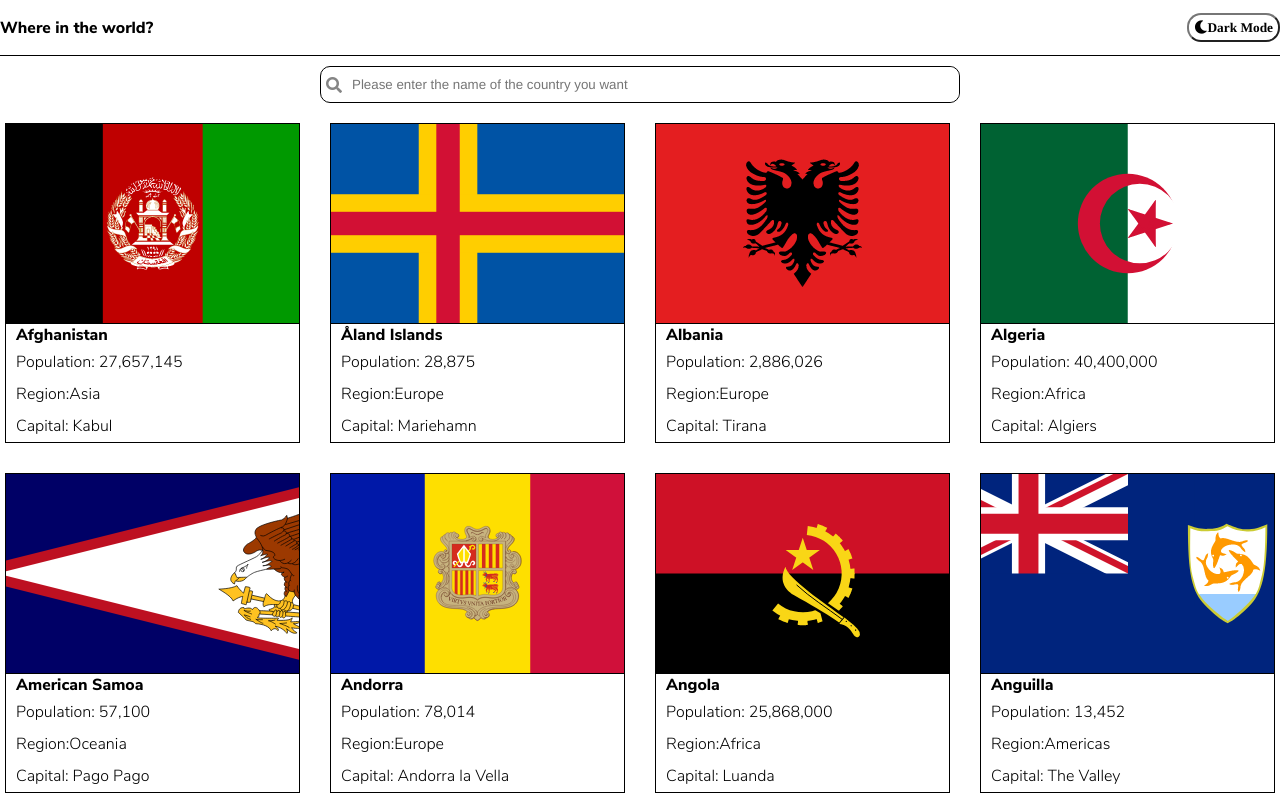 Where in the world?
Dark Mode
Please enter the name of the country you want
Afghanistan
Population: 27,657,145
Region:Asia
Capital: Kabul
Åland Islands
Population: 28,875
Region:Europe
Capital: Mariehamn
Albania
Population: 2,886,026
Region:Europe
Capital: Tirana
Algeria
Population: 40,400,000
Region:Africa
Capital: Algiers
American Samoa
Population: 57,100
Region:Oceania
Capital: Pago Pago
VIRTVS VNITA FORTIOR
Andorra
Population: 78,014
Region:Europe
Capital: Andorra la Vella
Angola
Population: 25,868,000
Region:Africa
Capital: Luanda
Anguilla
Population: 13,452
Region:Americas
Capital: The Valley